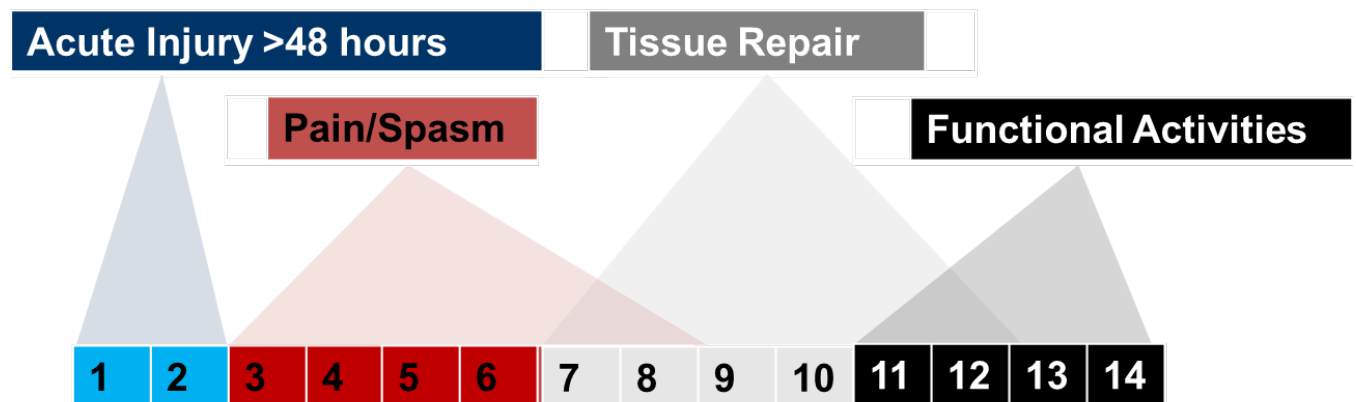 Acute Injury >48 hours
Tissue Repair
Pain/Spasm
Functional Activities
1 2 3 4 5 6 7 8 9 10 11 12 13 14